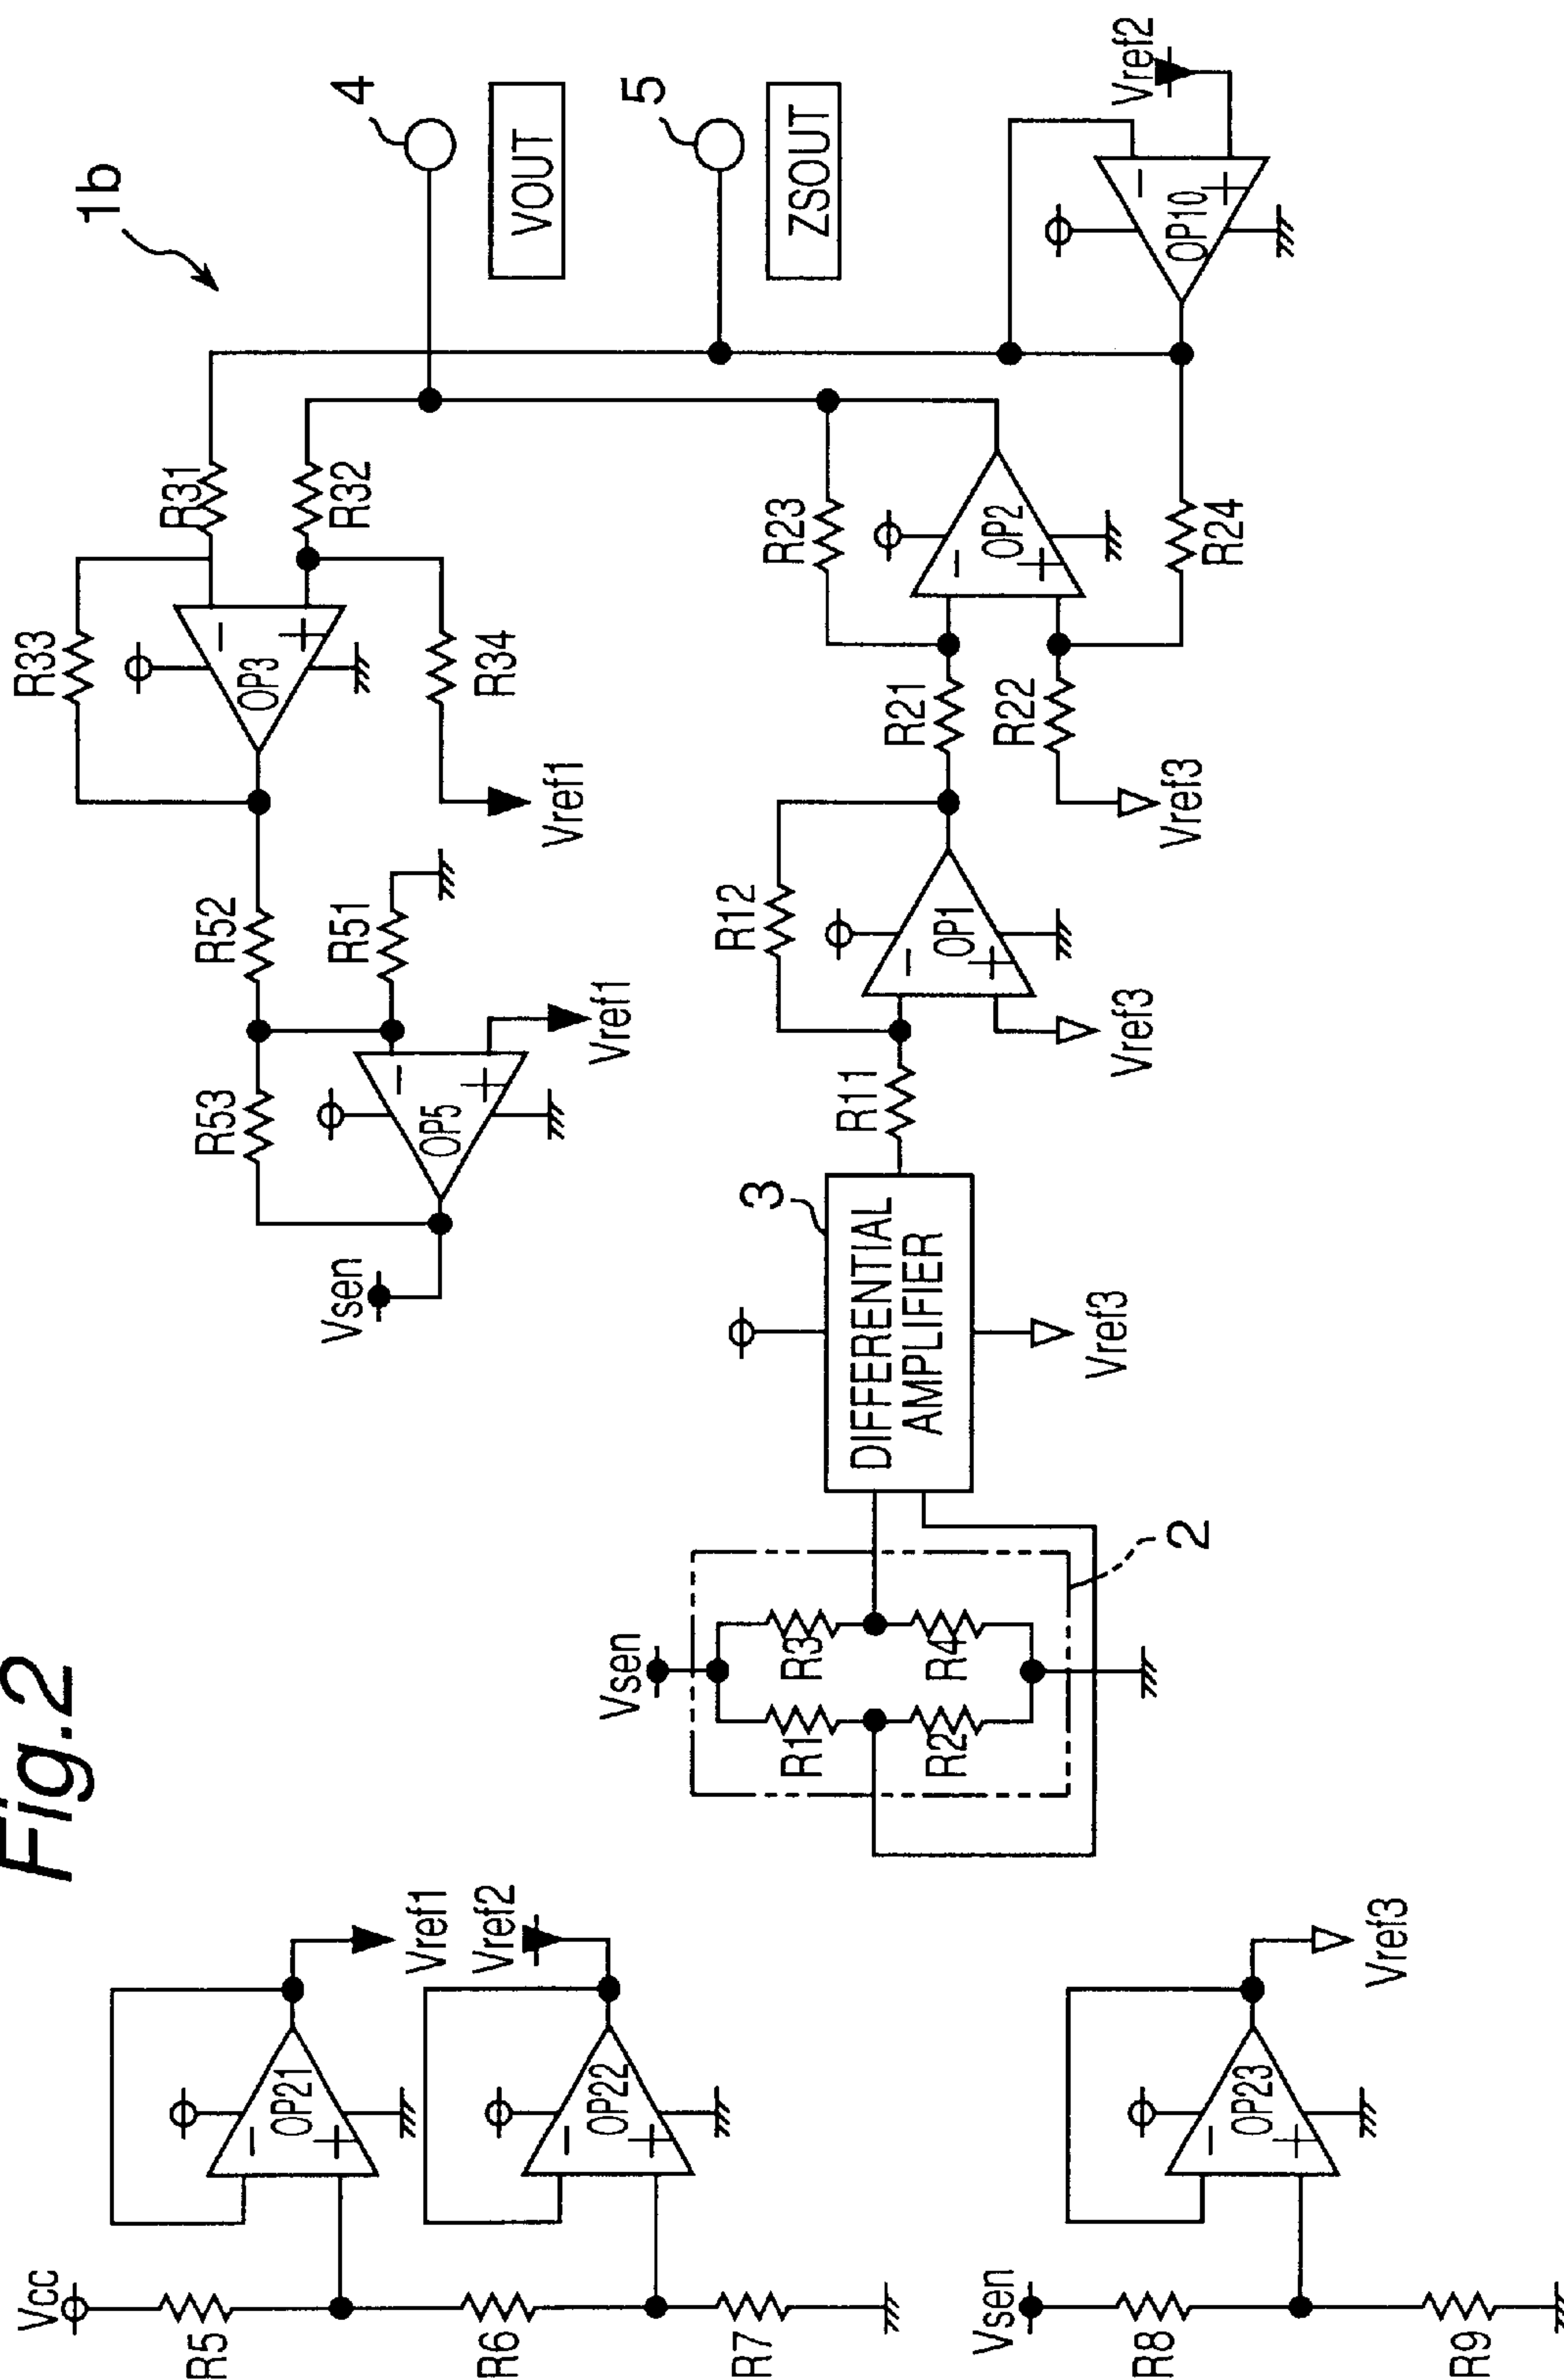 Fig.2
1b
Vcc
R5
R6
R7
OP21
-
+
Vref1
OP22
-
+
Vref2
Vsen
R8
R9
OP23
-
+
Vref3
Vsen
R1
R3
R2
R4
2
3
DIFFERENTIAL
AMPLIFIER
Vref3
R11
R12
OP1
-
+
Vref3
R21
R22
Vref3
R23
OP2
-
+
R24
OP10
-
+
Vref2
Vsen
R53
OP5
-
+
Vref1
R52
R51
R33
OP3
-
+
R34
Vref1
R31
R32
4
VOUT
5
ZSOUT